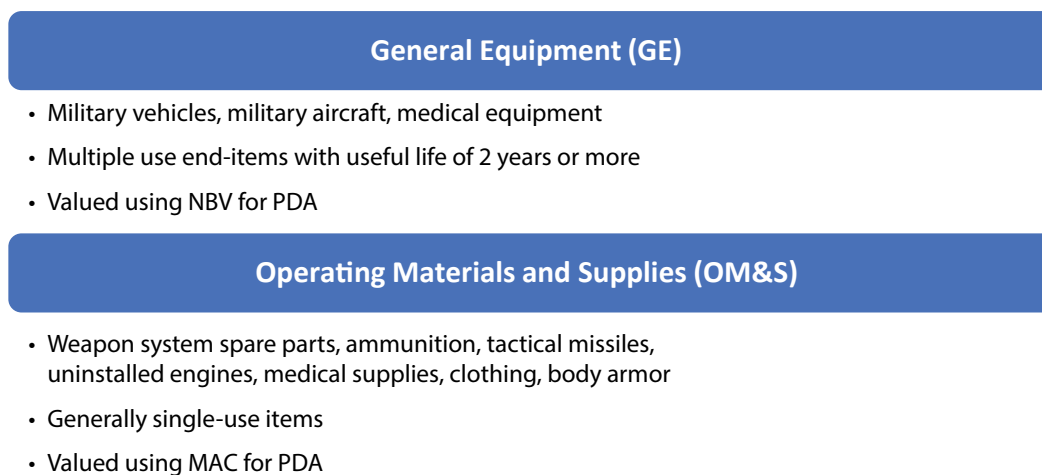 General Equipment (GE)
• Military vehicles, military aircraft, medical equipment
• Multiple use end-items with useful life of 2 years or more
• Valued using NBV for PDA
Operating Materials and Supplies (OM&S)
• Weapon system spare parts, ammunition, tactical missiles,
uninstalled engines, medical supplies, clothing, body armor
• Generally single-use items
• Valued using MAC for PDA